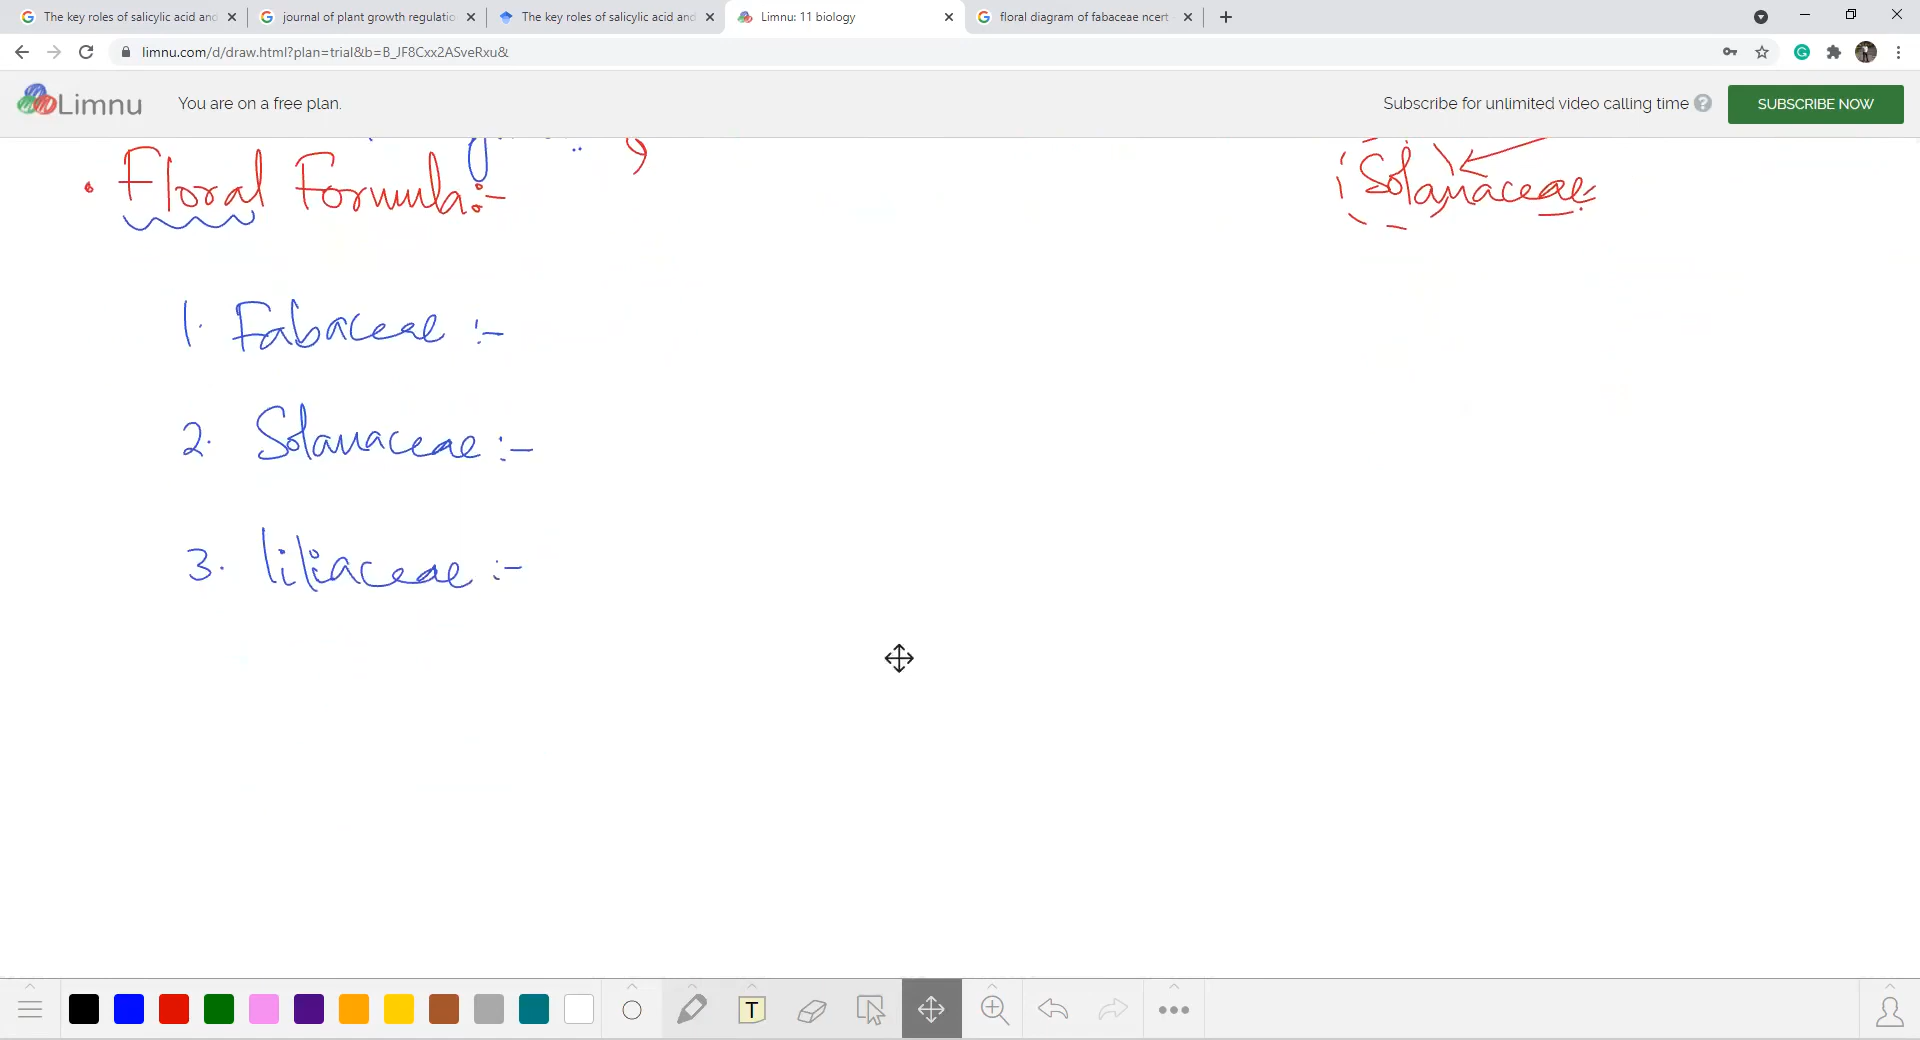 The key roles of salicylic acid and
journal of plant growth regulatio
The key roles of salicylic acid and
Limnu: 11 biology
floral diagram of fabaceae ncert
limnu.com/d/draw.html?plan=trial&b=B_JF8Cxx2ASveRxu&
Limnu
You are on a free plan.
Subscribe for unlimited video calling time ?
SUBSCRIBE NOW
• Floral Formula:-
Solanaceae
1. Fabaceae :-
2. Solanaceae :-
3. liliaceae :-
T